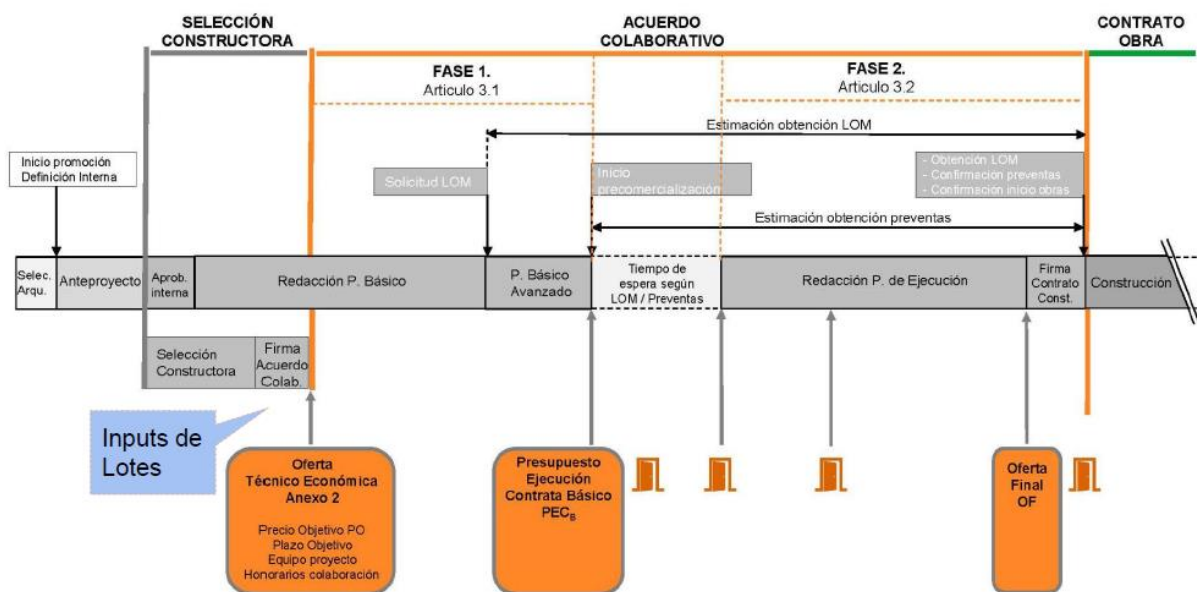 SELECCIÓN
CONSTRUCTORA
ACUERDO
COLABORATIVO
CONTRATO
OBRA
FASE 1.
Articulo 3.1
FASE 2.
Articulo 3.2
Estimación obtención LOM
Inicio promoción
Definición Interna
Solicitud LOM
Inicio
precomercialización
- Obtención LOM
- Confirmación preventas
- Confirmación inicio obras
Estimación obtención preventas
Selec.
Arqu.
Anteproyecto
Aprob.
interna
Redacción P. Básico
P. Básico
Avanzado
Tiempo de
espera según
LOM / Preventas
Redacción P. de Ejecución
Firma
Contrato
Const.
Construcción
Selección
Constructora
Firma
Acuerdo
Colab.
Inputs de
Lotes
Oferta
Técnico Económica
Anexo 2
Precio Objetivo PO
Plazo Objetivo
Equipo proyecto
Honorarios colaboración
Presupuesto
Ejecución
Contrata Básico
PEC_B
Oferta
Final
OF